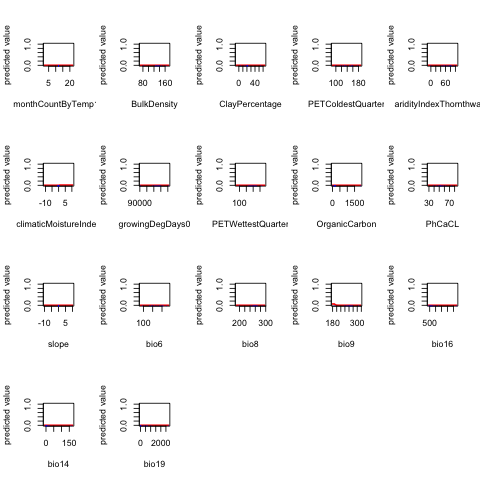 predicted value
0.0 1.0
5 20
monthCountByTemp
predicted value
0.0 1.0
80 160
BulkDensity
predicted value
0.0 1.0
0 40
ClayPercentage
predicted value
0.0 1.0
100 180
PETColdestQuarter
predicted value
0.0 1.0
0 60
aridityIndexThornthwa
predicted value
0.0 1.0
-10 5
climaticMoistureInde
predicted value
0.0 1.0
90000
growingDegDays0
predicted value
0.0 1.0
100
PETWettestQuarter
predicted value
0.0 1.0
0 1500
OrganicCarbon
predicted value
0.0 1.0
30 70
PhCaCL
predicted value
0.0 1.0
-10 5
slope
predicted value
0.0 1.0
100
bio6
predicted value
0.0 1.0
200 300
bio8
predicted value
0.0 1.0
180 300
bio9
predicted value
0.0 1.0
500
bio16
predicted value
0.0 1.0
0 150
bio14
predicted value
0.0 1.0
0 2000
bio19